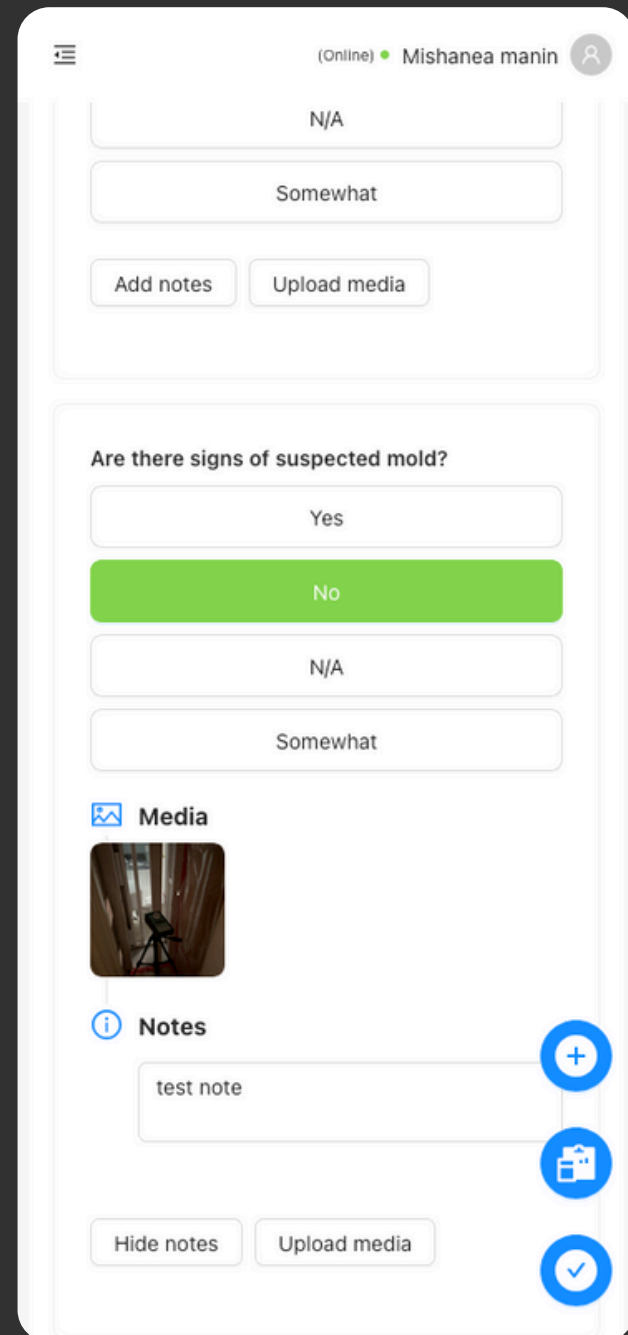 (Online) Mishanea manin
N/A
Somewhat
Add notes Upload media
Are there signs of suspected mold?
Yes
No
N/A
Somewhat
Media
Notes
test note
Hide notes Upload media